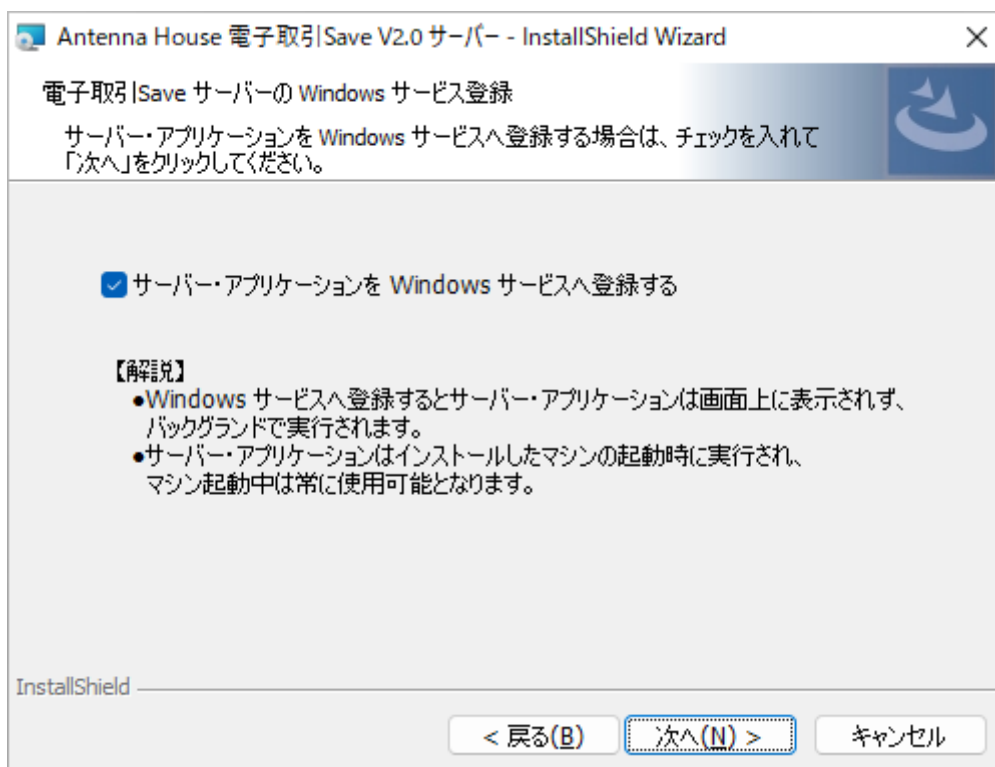 Antenna House 電子取引Save V2.0 サーバー - InstallShield Wizard
電子取引Save サーバーの Windows サービス登録
サーバー・アプリケーションを Windows サービスへ登録する場合は、チェックを入れて
「次へ」をクリックしてください。
サーバー・アプリケーションを Windows サービスへ登録する
【解説】
●Windows サービスへ登録するとサーバー・アプリケーションは画面上に表示されず、
バックグランドで実行されます。
●サーバー・アプリケーションはインストールしたマシンの起動時に実行され、
マシン起動中は常に使用可能となります。
InstallShield
< 戻る(B) 次へ(N) > キャンセル